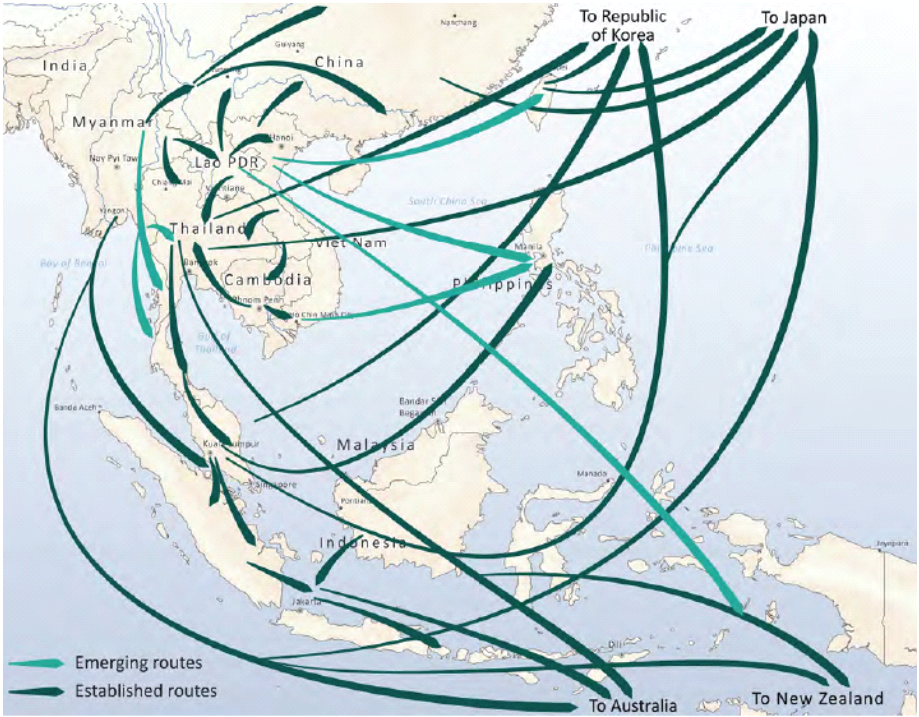 To Republic
of Korea
To Japan
Nanchang
Guiyang
India
China
Myanmar
Hanoi
Lao PDR
Nay Pyi Taw
Chiang Mai
South China Sea
Yangon
Thailand
Viet Nam
Manila
Philippine Sea
Bay of Bengal
Bangkok
Cambodia
Philippines
Phnom Penh
Ho Chin Minh City
Gulf of
Thailand
Banda Aceh
Bandar Seri
Begawan
Kuala Lumpur
Malaysia
Singapore
Manado
Pontianak
Indonesia
Jayapura
Jakarta
Dili
Emerging routes
Established routes
To Australia
To New Zealand